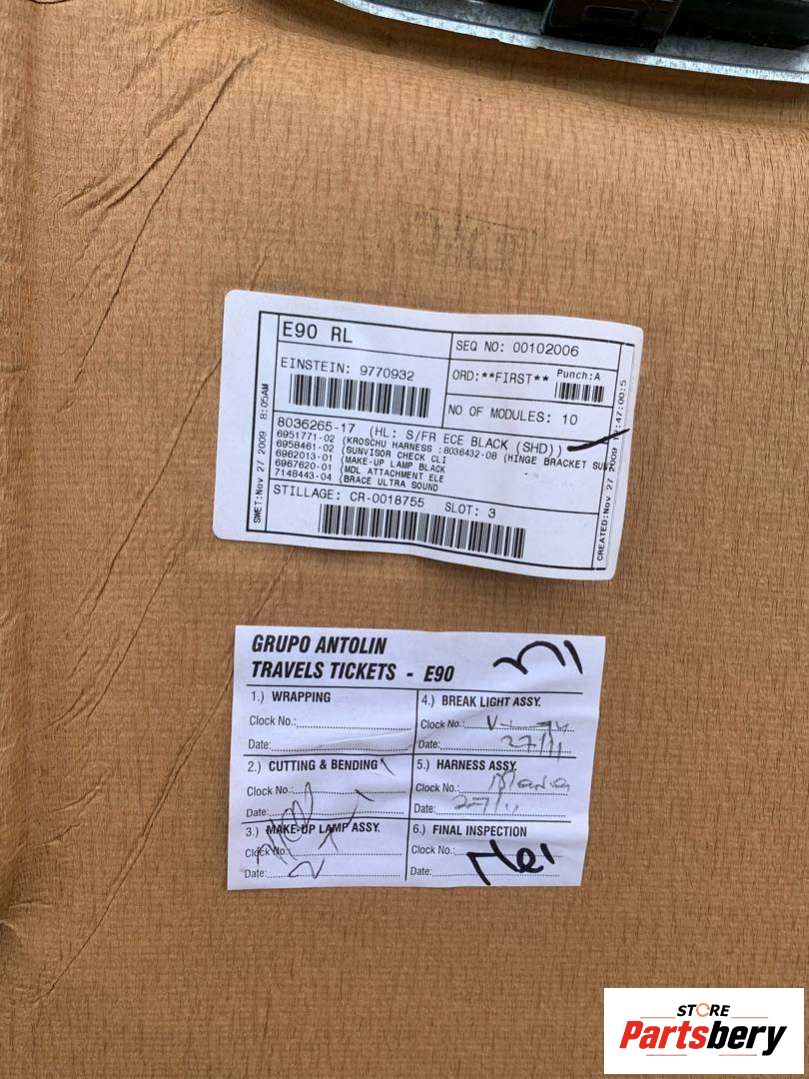 E90 RL
SEQ NO: 00102006
EINSTEIN: 9770932
ORD:**FIRST** Punch:A
NO OF MODULES: 10
8036265-17 (HL: S/FR ECE BLACK (SHD))
6951771-02 (KROSCHU HARNESS :8036432-08 (HINGE BRACKET SUN
6958461-02 (SUNVISOR CHECK CLI
6962013-01 (MAKE-UP LAMP BLACK
6967620-01 (MDL ATTACHMENT ELE
7148443-04 (BRACE ULTRA SOUND
STILLAGE: CR-0018755 SLOT: 3
SWET:Nov 27 2009 8:05AM
CREATED:Nov 27 2009 :47:00:5
GRUPO ANTOLIN
TRAVELS TICKETS - E90
1.) WRAPPING
Clock No.:
Date:
2.) CUTTING & BENDING
Clock No.:
Date:
3.) MAKE-UP LAMP ASSY.
Clock No.:
Date:
4.) BREAK LIGHT ASSY.
Clock No.:
Date: 27/11
5.) HARNESS ASSY.
Clock No.:
Date: 27/11
6.) FINAL INSPECTION
Clock No.:
Date:
STORE
Partsbery